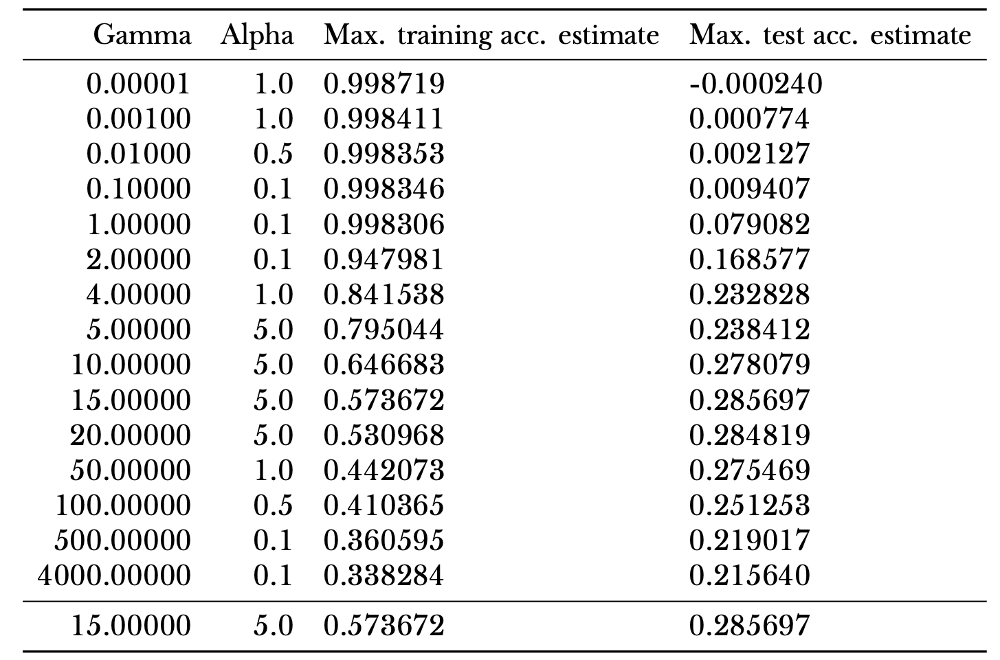 Gamma Alpha Max. training acc. estimate Max. test acc. estimate
0.00001 1.0 0.998719 -0.000240
0.00100 1.0 0.998411 0.000774
0.01000 0.5 0.998353 0.002127
0.10000 0.1 0.998346 0.009407
1.00000 0.1 0.998306 0.079082
2.00000 0.1 0.947981 0.168577
4.00000 1.0 0.841538 0.232828
5.00000 5.0 0.795044 0.238412
10.00000 5.0 0.646683 0.278079
15.00000 5.0 0.573672 0.285697
20.00000 5.0 0.530968 0.284819
50.00000 1.0 0.442073 0.275469
100.00000 0.5 0.410365 0.251253
500.00000 0.1 0.360595 0.219017
4000.00000 0.1 0.338284 0.215640
15.00000 5.0 0.573672 0.285697